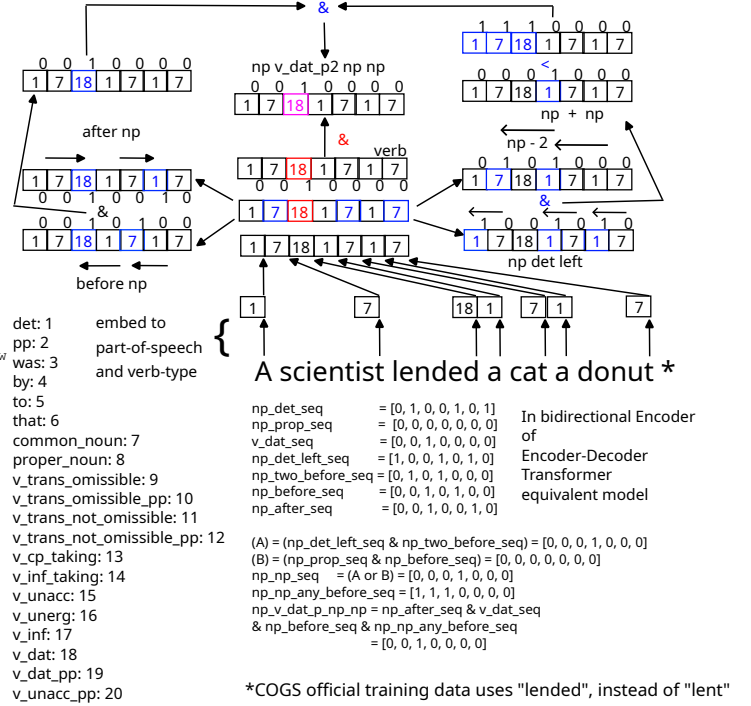 &
1 1 1 0 0 0 0
1 7 18 1 7 1 7
<
0 0 0 1 0 0 0
1 7 18 1 7 1 7
np + np
0 0 1 0 0 0 0
1 7 18 1 7 1 7
np v_dat_p2 np np
0 0 1 0 0 0 0
1 7 18 1 7 1 7
after np
&
verb
np - 2
1 7 18 1 7 1 7
0 0 1 0 0 1 0
1 7 18 1 7 1 7
0 0 1 0 0 0 0
0 1 0 1 0 0 0
1 7 18 1 7 1 7
&
&
1 7 18 1 7 1 7
0 0 1 0 1 0 0
1 7 18 1 7 1 7
1 0 0 1 0 1 0
1 7 18 1 7 1 7
np det left
1 7 18 1 7 1 7
before np
1 7 18 1 7 1 7
embed to
part-of-speech
and verb-type
{
A scientist lended a cat a donut *
det: 1
pp: 2
was: 3
by: 4
to: 5
that: 6
common_noun: 7
proper_noun: 8
v_trans_omissible: 9
v_trans_omissible_pp: 10
v_trans_not_omissible: 11
v_trans_not_omissible_pp: 12
v_cp_taking: 13
v_inf_taking: 14
v_unacc: 15
v_unerg: 16
v_inf: 17
v_dat: 18
v_dat_pp: 19
v_unacc_pp: 20
np_det_seq = [0, 1, 0, 0, 1, 0, 1]
np_prop_seq = [0, 0, 0, 0, 0, 0, 0]
v_dat_seq = [0, 0, 1, 0, 0, 0, 0]
np_det_left_seq = [1, 0, 0, 1, 0, 1, 0]
np_two_before_seq = [0, 1, 0, 1, 0, 0, 0]
np_before_seq = [0, 0, 1, 0, 1, 0, 0]
np_after_seq = [0, 0, 1, 0, 0, 1, 0]
In bidirectional Encoder
of
Encoder-Decoder
Transformer
equivalent model
(A) = (np_det_left_seq & np_two_before_seq) = [0, 0, 0, 1, 0, 0, 0]
(B) = (np_prop_seq & np_before_seq) = [0, 0, 0, 0, 0, 0, 0]
np_np_seq = (A or B) = [0, 0, 0, 1, 0, 0, 0]
np_np_any_before_seq = [1, 1, 1, 0, 0, 0, 0]
np_v_dat_p_np_np = np_after_seq & v_dat_seq
& np_before_seq & np_np_any_before_seq
= [0, 0, 1, 0, 0, 0, 0]
*COGS official training data uses "lended", instead of "lent"